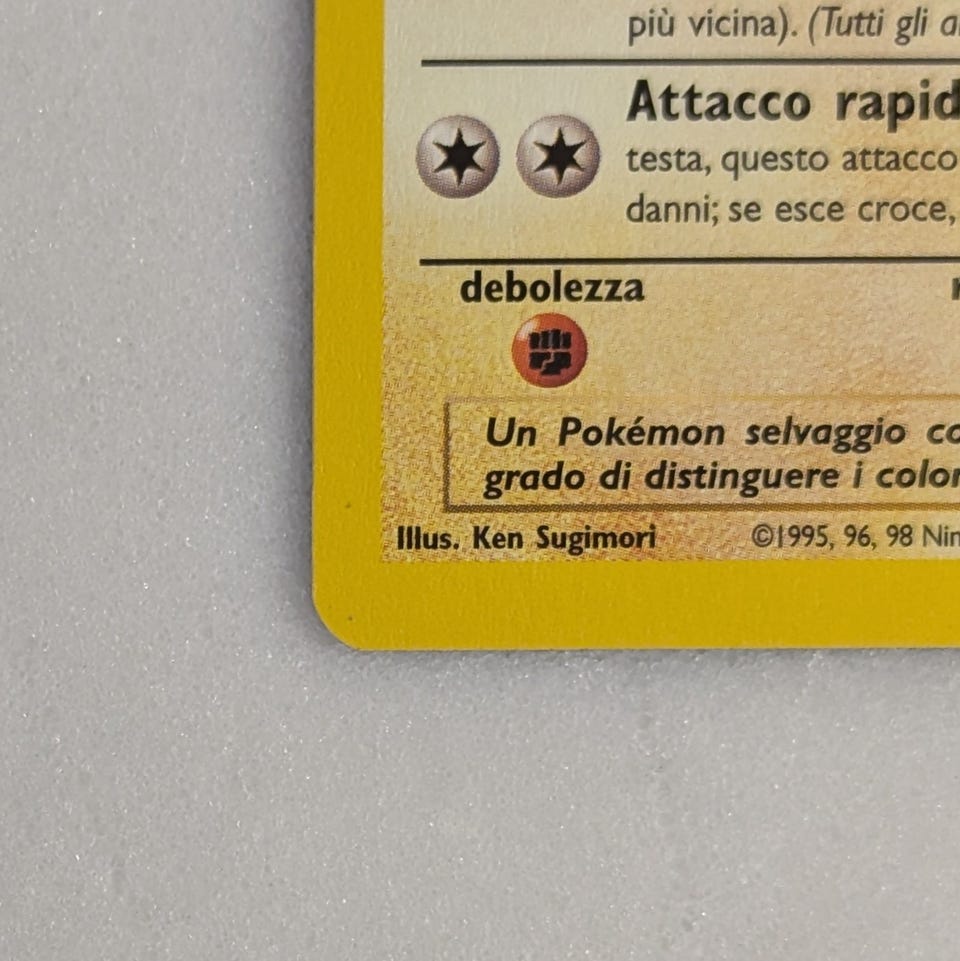 più vicina). (Tutti gli
Attacco rapid
testa, questo attacco
danni; se esce croce,
debolezza
Un Pokémon selvaggio
grado di distinguere i color
Illus. Ken Sugimori ©1995, 96, 98 Nin